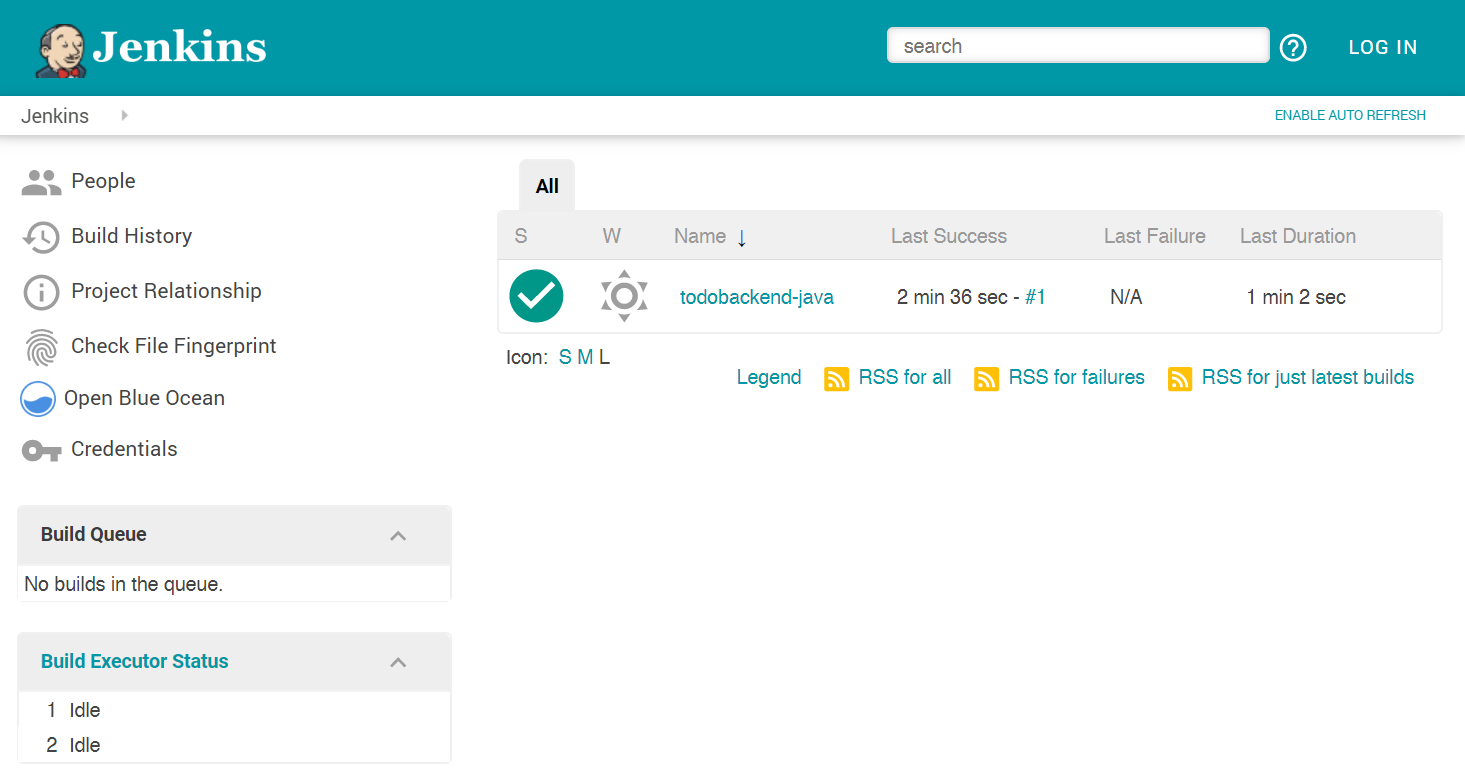 Jenkins
search
LOG IN
Jenkins
ENABLE AUTO REFRESH
People
Build History
Project Relationship
Check File Fingerprint
Open Blue Ocean
Credentials
Build Queue
No builds in the queue.
Build Executor Status
1 Idle
2 Idle
All
S W Name ↓ Last Success Last Failure Last Duration
todobackend-java 2 min 36 sec - #1 N/A 1 min 2 sec
Icon: S M L
Legend RSS for all RSS for failures RSS for just latest builds